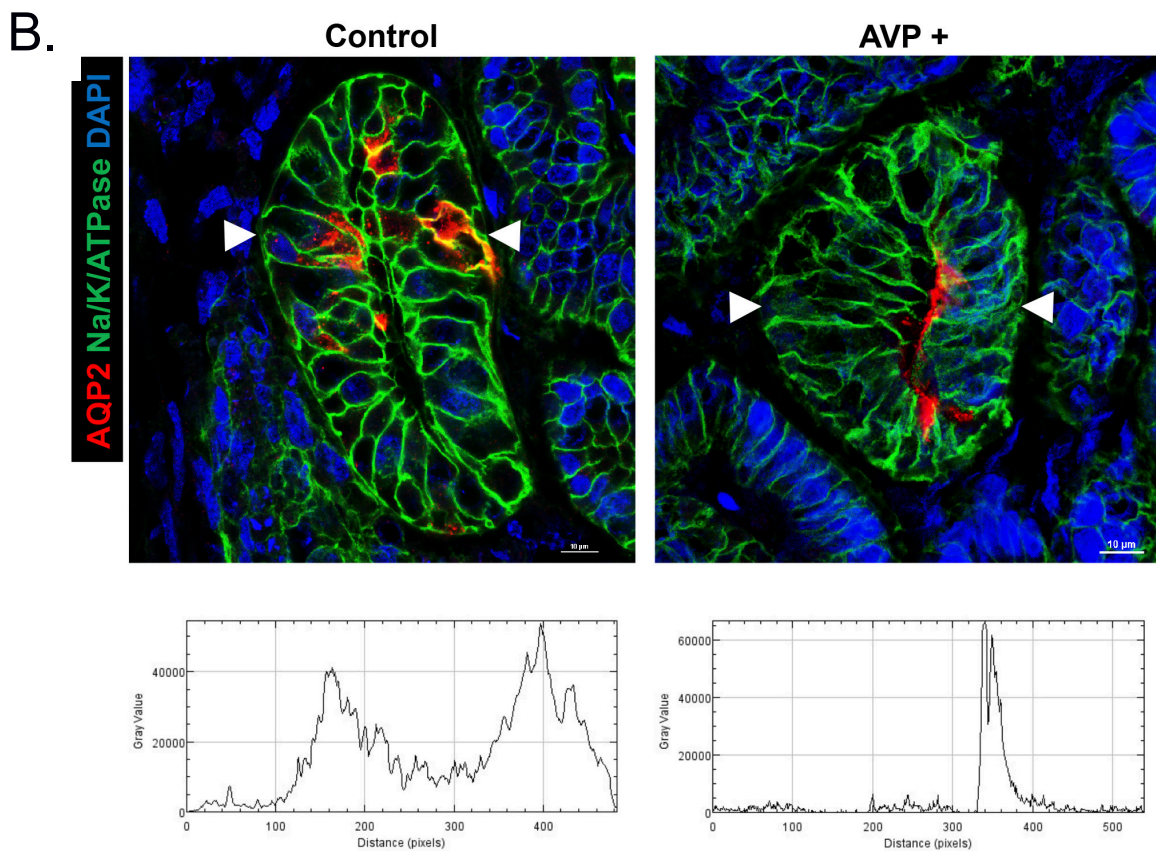 B.
Control
AVP +
AQP2 Na/K/ATPase DAPI
10 µm
10 µm
Gray Value
40000
20000
0
0
100
200
300
400
Distance (pixels)
Gray Value
60000
40000
20000
0
0
100
200
300
400
500
Distance (pixels)